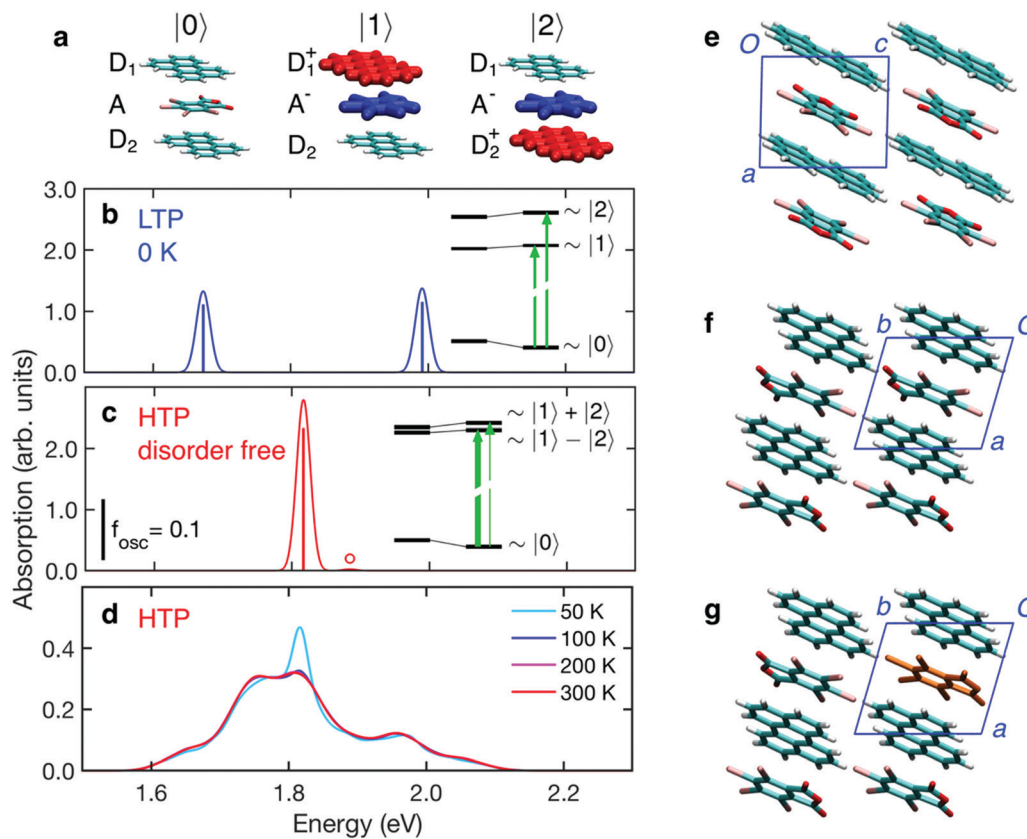 a
|0⟩ |1⟩ |2⟩
D₁ D₁⁺ D₁
A A⁻ A⁻
D₂ D₂ D₂⁺
b LTP
0 K
3.0
2.0
1.0
0.0
~ |2⟩
~ |1⟩
~ |0⟩
c HTP
disorder free
2.0
1.0
0.0
f_osc = 0.1
~ |1⟩ + |2⟩
~ |1⟩ − |2⟩
~ |0⟩
d HTP
0.4
0.2
0.0
50 K
100 K
200 K
300 K
1.6 1.8 2.0 2.2
Energy (eV)
Absorption (arb. units)
e
O c
a
f
b C
a
g
b C
a